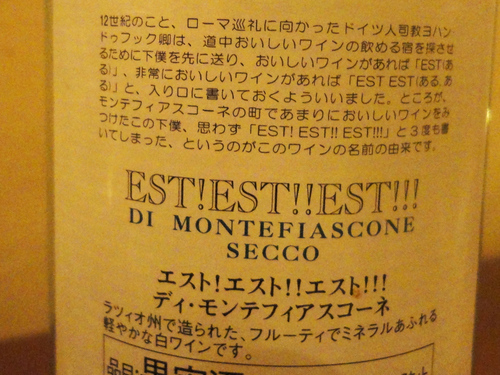 12世紀のこと、ローマ巡礼に向かったドイツ人司教ヨハン
ドゥフック卿は、道中おいしいワインの飲める宿を探させ
るために下僕を先に送り、おいしいワインがあれば「EST(あ
る)!」、非常においしいワインがあれば「EST EST(ある、あ
る)!」と、入り口に書いておくよういいました。ところが、
モンテフィアスコーネの町であまりにおいしいワインをみ
つけたこの下僕、思わず「EST! EST!! EST!!!」と3度も書
いてしまった、というのがこのワインの名前の由来です。
EST!EST!!EST!!!
DI MONTEFIASCONE
SECCO
エスト!エスト!!エスト!!!
ディ・モンテフィアスコーネ
ラツィオ州で造られた、フルーティでミネラルあふれる
軽やかな白ワインです。
品目:果実酒